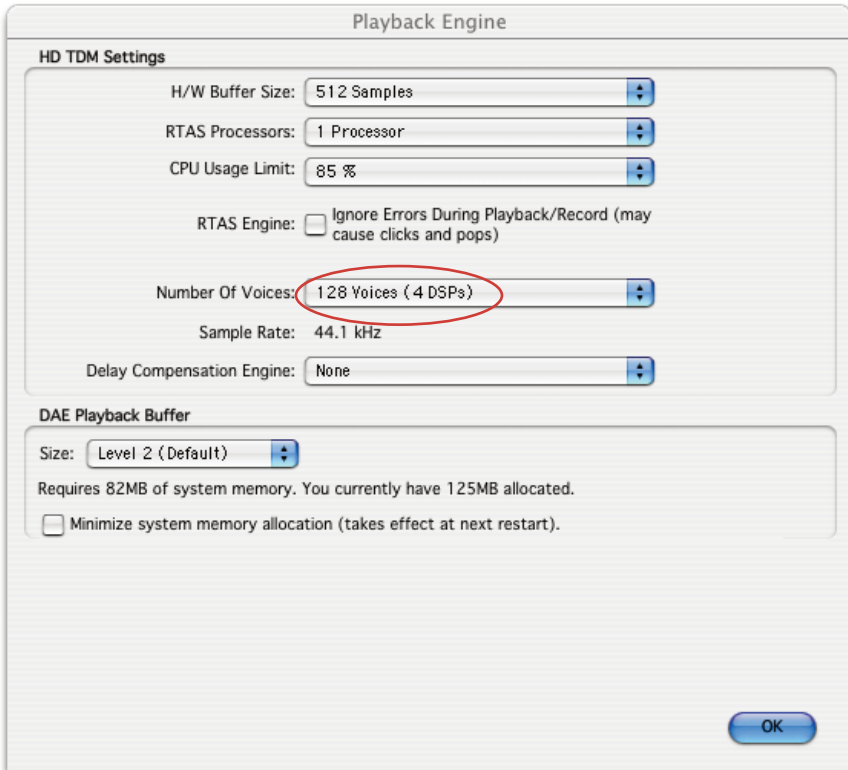 Playback Engine
HD TDM Settings
H/W Buffer Size: 512 Samples
RTAS Processors: 1 Processor
CPU Usage Limit: 85 %
RTAS Engine: Ignore Errors During Playback/Record (may
cause clicks and pops)
Number Of Voices: 128 Voices (4 DSPs)
Sample Rate: 44.1 kHz
Delay Compensation Engine: None
DAE Playback Buffer
Size: Level 2 (Default)
Requires 82MB of system memory. You currently have 125MB allocated.
Minimize system memory allocation (takes effect at next restart).
OK